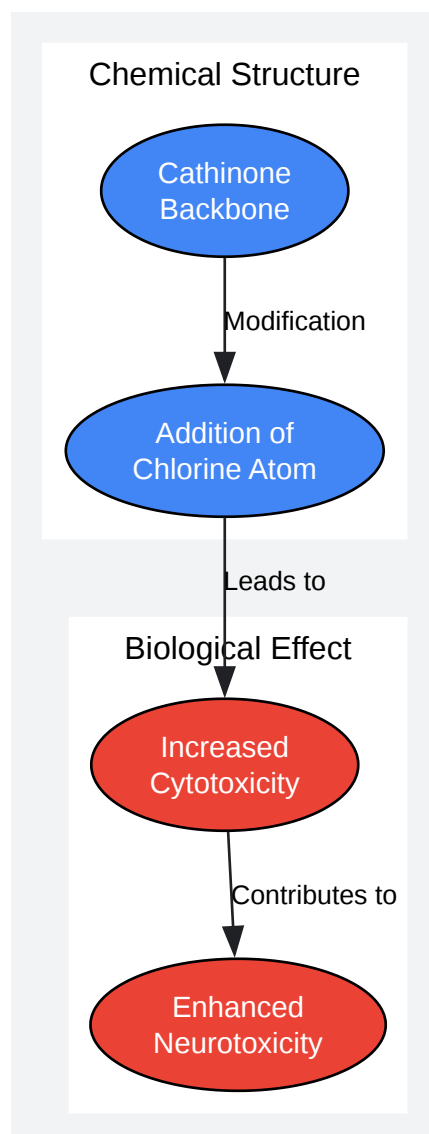 Chemical Structure
Cathinone
Backbone
Modification
Addition of
Chlorine Atom
Leads to
Biological Effect
Increased
Cytotoxicity
Contributes to
Enhanced
Neurotoxicity